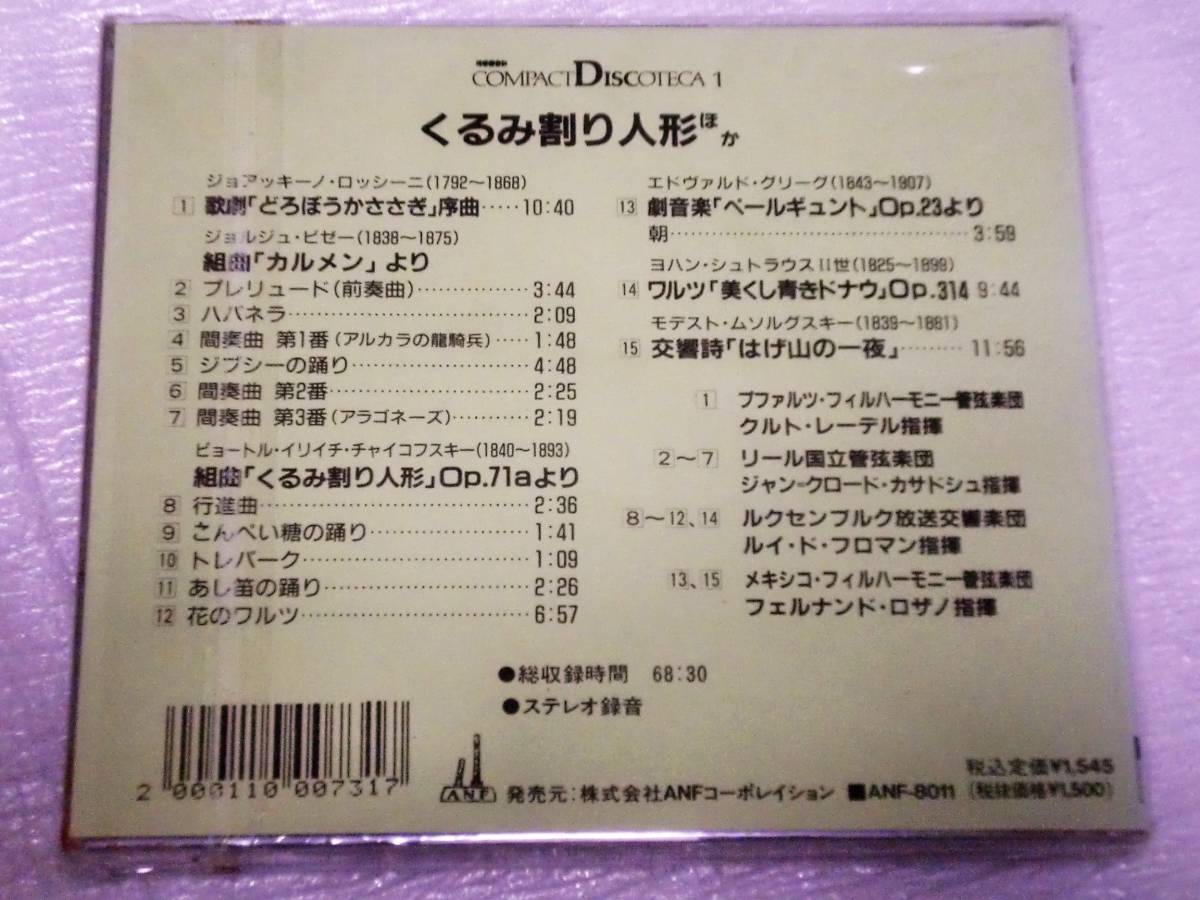 COMPACT DISCOTECA 1
くるみ割り人形ほか
ジョアッキーノ・ロッシーニ(1792〜1868)
1 歌劇「どろぼうかささぎ」序曲‥‥‥10:40
ジョルジュ・ビゼー(1838〜1875)
組曲「カルメン」より
2 プレリュード(前奏曲)‥‥‥3:44
3 ハバネラ‥‥‥2:09
4 間奏曲 第1番(アルカラの龍騎兵)‥‥‥1:48
5 ジプシーの踊り‥‥‥4:48
6 間奏曲 第2番‥‥‥2:25
7 間奏曲 第3番(アラゴネーズ)‥‥‥2:19
ピョートル・イリイチ・チャイコフスキー(1840〜1893)
組曲「くるみ割り人形」Op.71aより
8 行進曲‥‥‥2:36
9 こんぺい糖の踊り‥‥‥1:41
10 トレパーク‥‥‥1:09
11 あし笛の踊り‥‥‥2:26
12 花のワルツ‥‥‥6:57
エドヴァルド・グリーグ(1843〜1907)
13 劇音楽「ペールギュント」Op.23より
朝‥‥‥3:59
ヨハン・シュトラウスII世(1825〜1899)
14 ワルツ「美くし青きドナウ」Op.314 9:44
モデスト・ムソルグスキー(1839〜1881)
15 交響詩「はげ山の一夜」‥‥‥11:56
1 プファルツ・フィルハーモニー管弦楽団
クルト・レーデル指揮
2〜7 リール国立管弦楽団
ジャン=クロード・カサドシュ指揮
8〜12、14 ルクセンブルク放送交響楽団
ルイ・ド・フロマン指揮
13、15 メキシコ・フィルハーモニー管弦楽団
フェルナンド・ロザノ指揮
●総収録時間 68:30
●ステレオ録音
2 000110 007317
ANF 発売元:株式会社ANFコーポレイション ■ANF-8011
税込定価¥1,545
(税抜価格¥1,500)